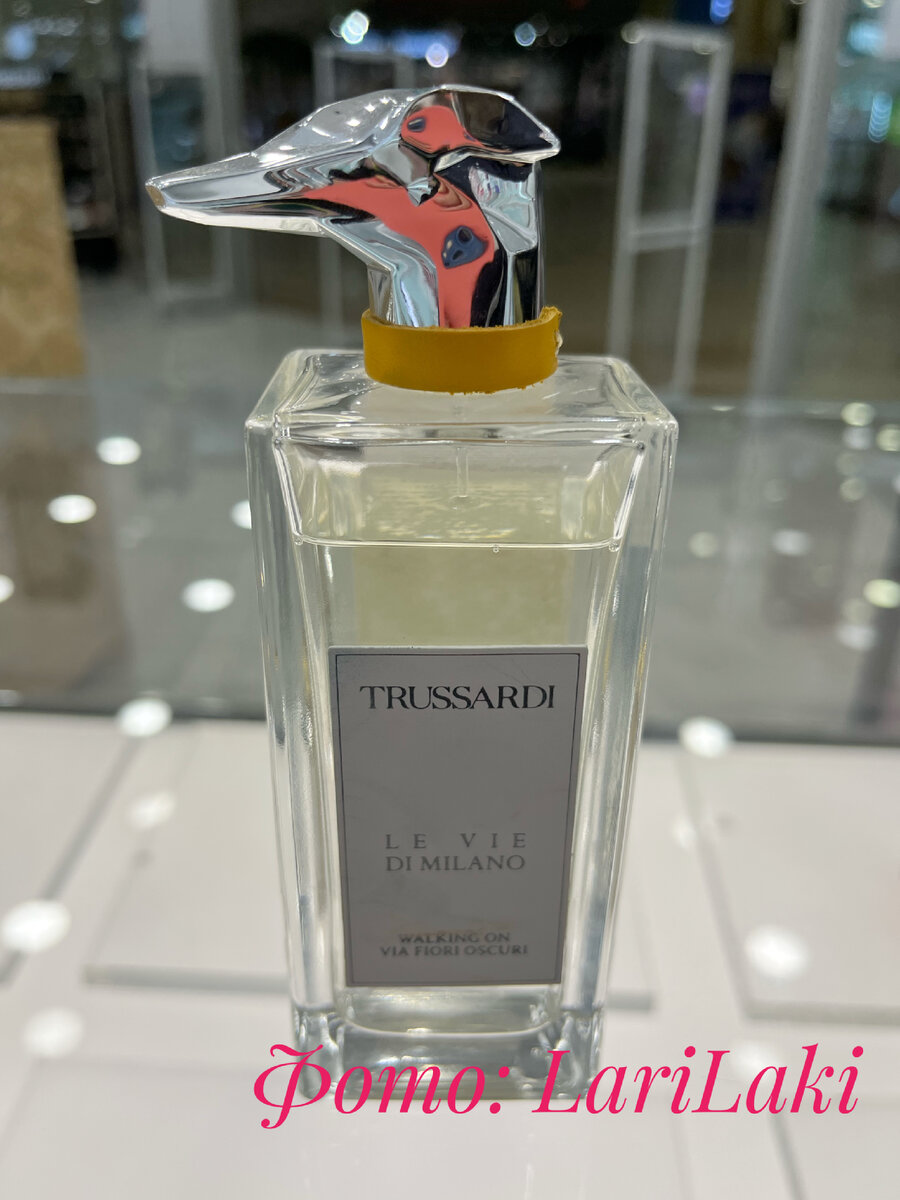 TRUSSARDI
LE VIE
DI MILANO
WALKING ON
VIA FIORI OSCURI
Фото: LariLaki